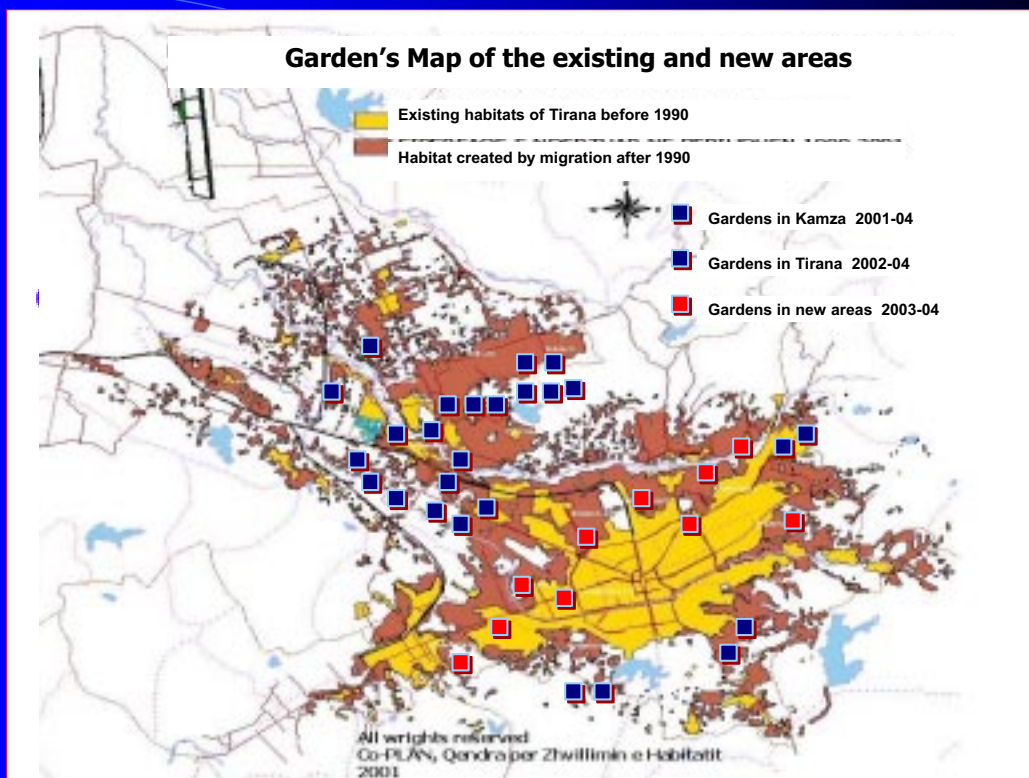 Garden's Map of the existing and new areas
Existing habitats of Tirana before 1990
Habitat created by migration after 1990
Gardens in Kamza 2001-04
Gardens in Tirana 2002-04
Gardens in new areas 2003-04
All wrights reserved
Co-PLAN, Qendra per Zhvillimin e Habitatit
2001